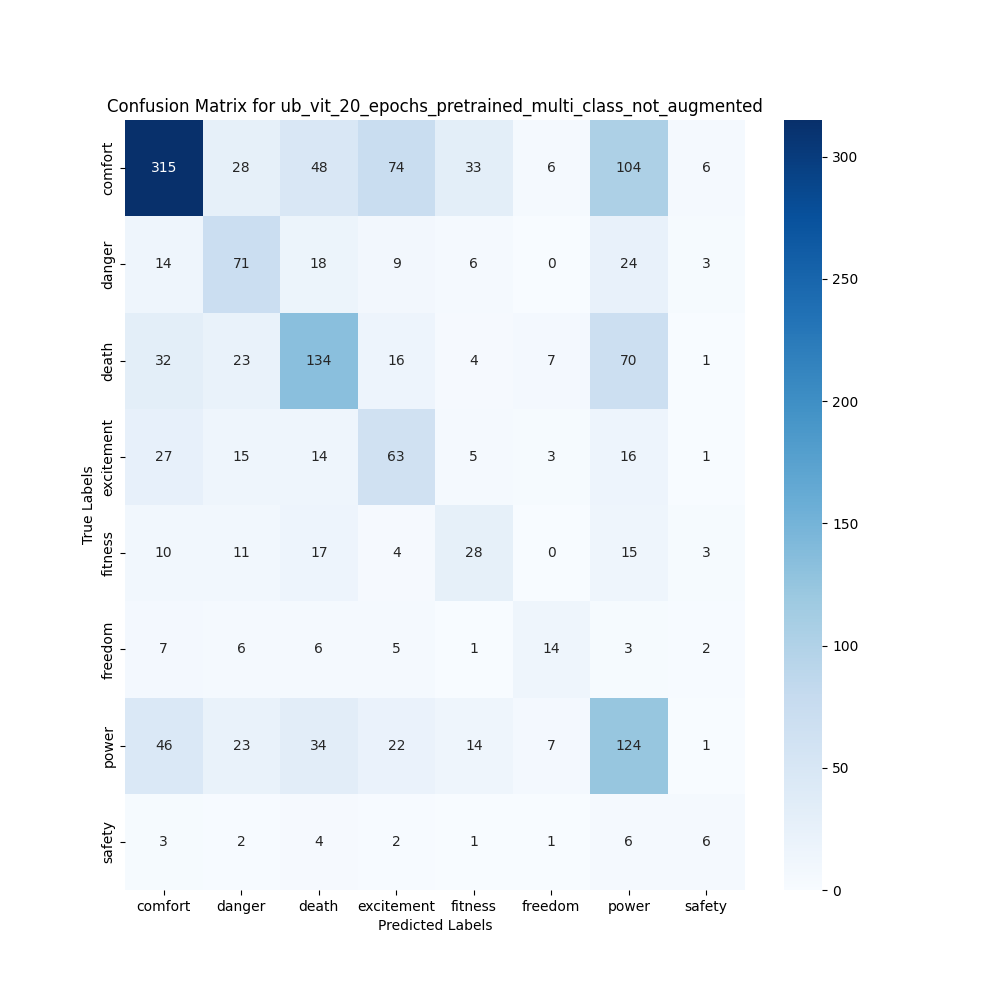 Confusion Matrix for ub_vit_20_epochs_pretrained_multi_class_not_augmented
True Labels
comfort 315 28 48 74 33 6 104 6
danger 14 71 18 9 6 0 24 3
death 32 23 134 16 4 7 70 1
excitement 27 15 14 63 5 3 16 1
fitness 10 11 17 4 28 0 15 3
freedom 7 6 6 5 1 14 3 2
power 46 23 34 22 14 7 124 1
safety 3 2 4 2 1 1 6 6
comfort danger death excitement fitness freedom power safety
Predicted Labels
300
250
200
150
100
50
0